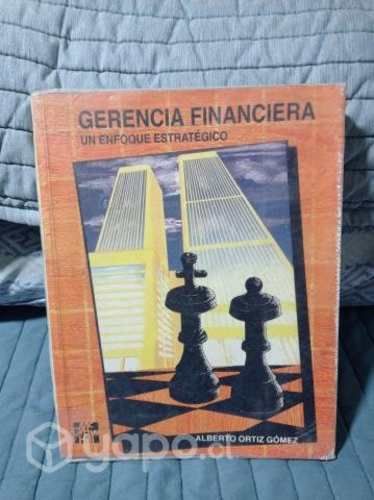 GERENCIA FINANCIERA
UN ENFOQUE ESTRATÉGICO
ALBERTO ORTIZ GÓMEZ
yapo.cl